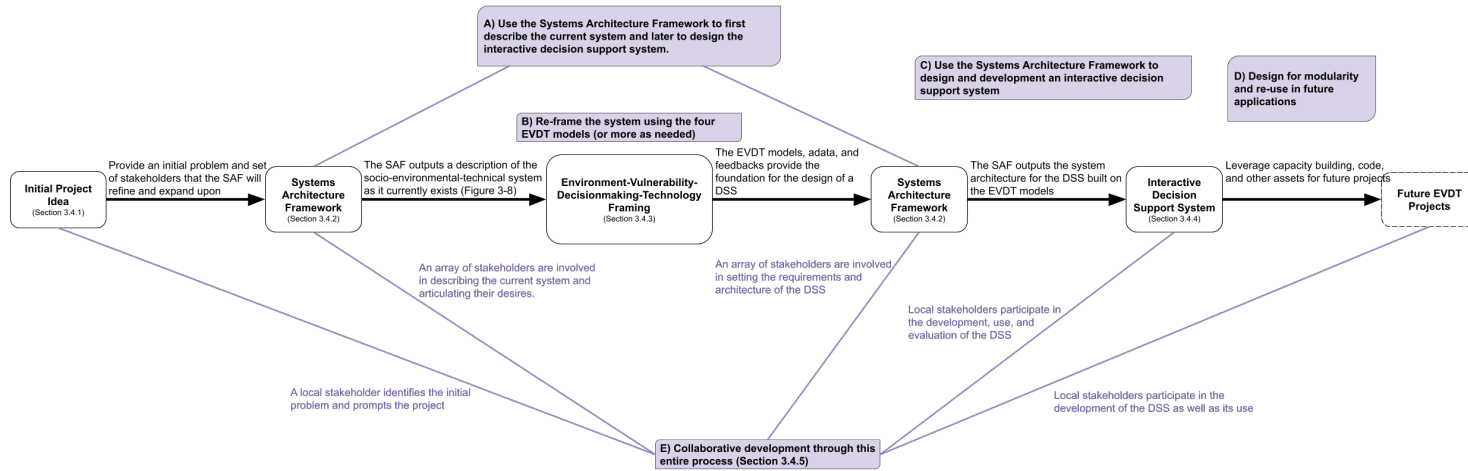 A) Use the Systems Architecture Framework to first
describe the current system and later to design the
interactive decision support system.
C) Use the Systems Architecture Framework to
design and development an interactive decision
support system
D) Design for modularity
and re-use in future
applications
B) Re-frame the system using the four
EVDT models (or more as needed)
Initial Project
Idea
(Section 3.4.1)
Provide an initial problem and set
of stakeholders that the SAF will
refine and expand upon
Systems
Architecture
Framework
(Section 3.4.2)
The SAF outputs a description of the
socio-environmental-technical system
as it currently exists (Figure 3-8)
Environment-Vulnerability-
Decisionmaking-Technology
Framing
(Section 3.4.3)
The EVDT models, adata, and
feedbacks provide the
foundation for the design of a
DSS
Systems
Architecture
Framework
(Section 3.4.2)
The SAF outputs the system
architecture for the DSS built on
the EVDT models
Interactive
Decision
Support System
(Section 3.4.4)
Leverage capacity building, code,
and other assets for future projects
Future EVDT
Projects
An array of stakeholders are involved
in describing the current system and
articulating their desires.
An array of stakeholders are involved
in setting the requirements and
architecture of the DSS
Local stakeholders participate in
the development, use, and
evaluation of the DSS
A local stakeholder identifies the initial
problem and prompts the project
Local stakeholders participate in the
development of the DSS as well as its use
E) Collaborative development through this
entire process (Section 3.4.5)